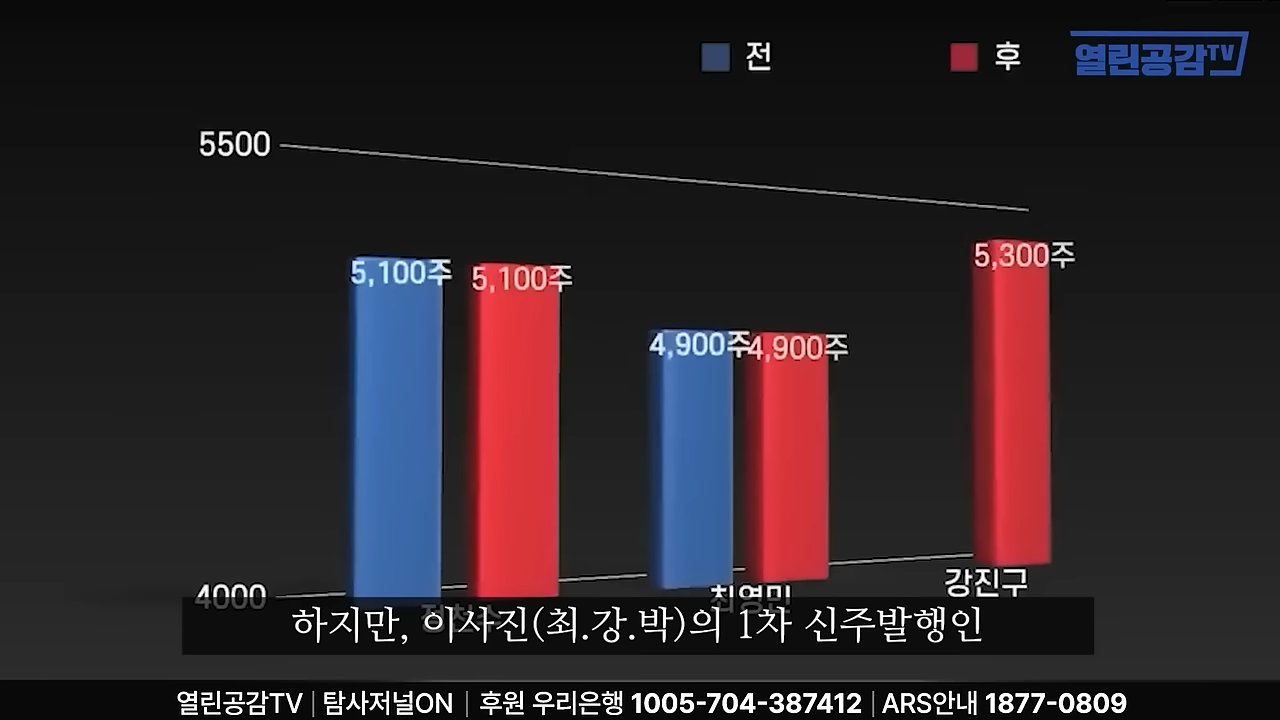 전
후
열린공감TV
5500
5,100주
5,100주
4,900주
4,900주
5,300주
4000
최영민
강진구
하지만, 이사진(최.강.박)의 1차 신주발행인
열린공감TV | 탐사저널ON | 후원 우리은행 1005-704-387412 | ARS안내 1877-0809